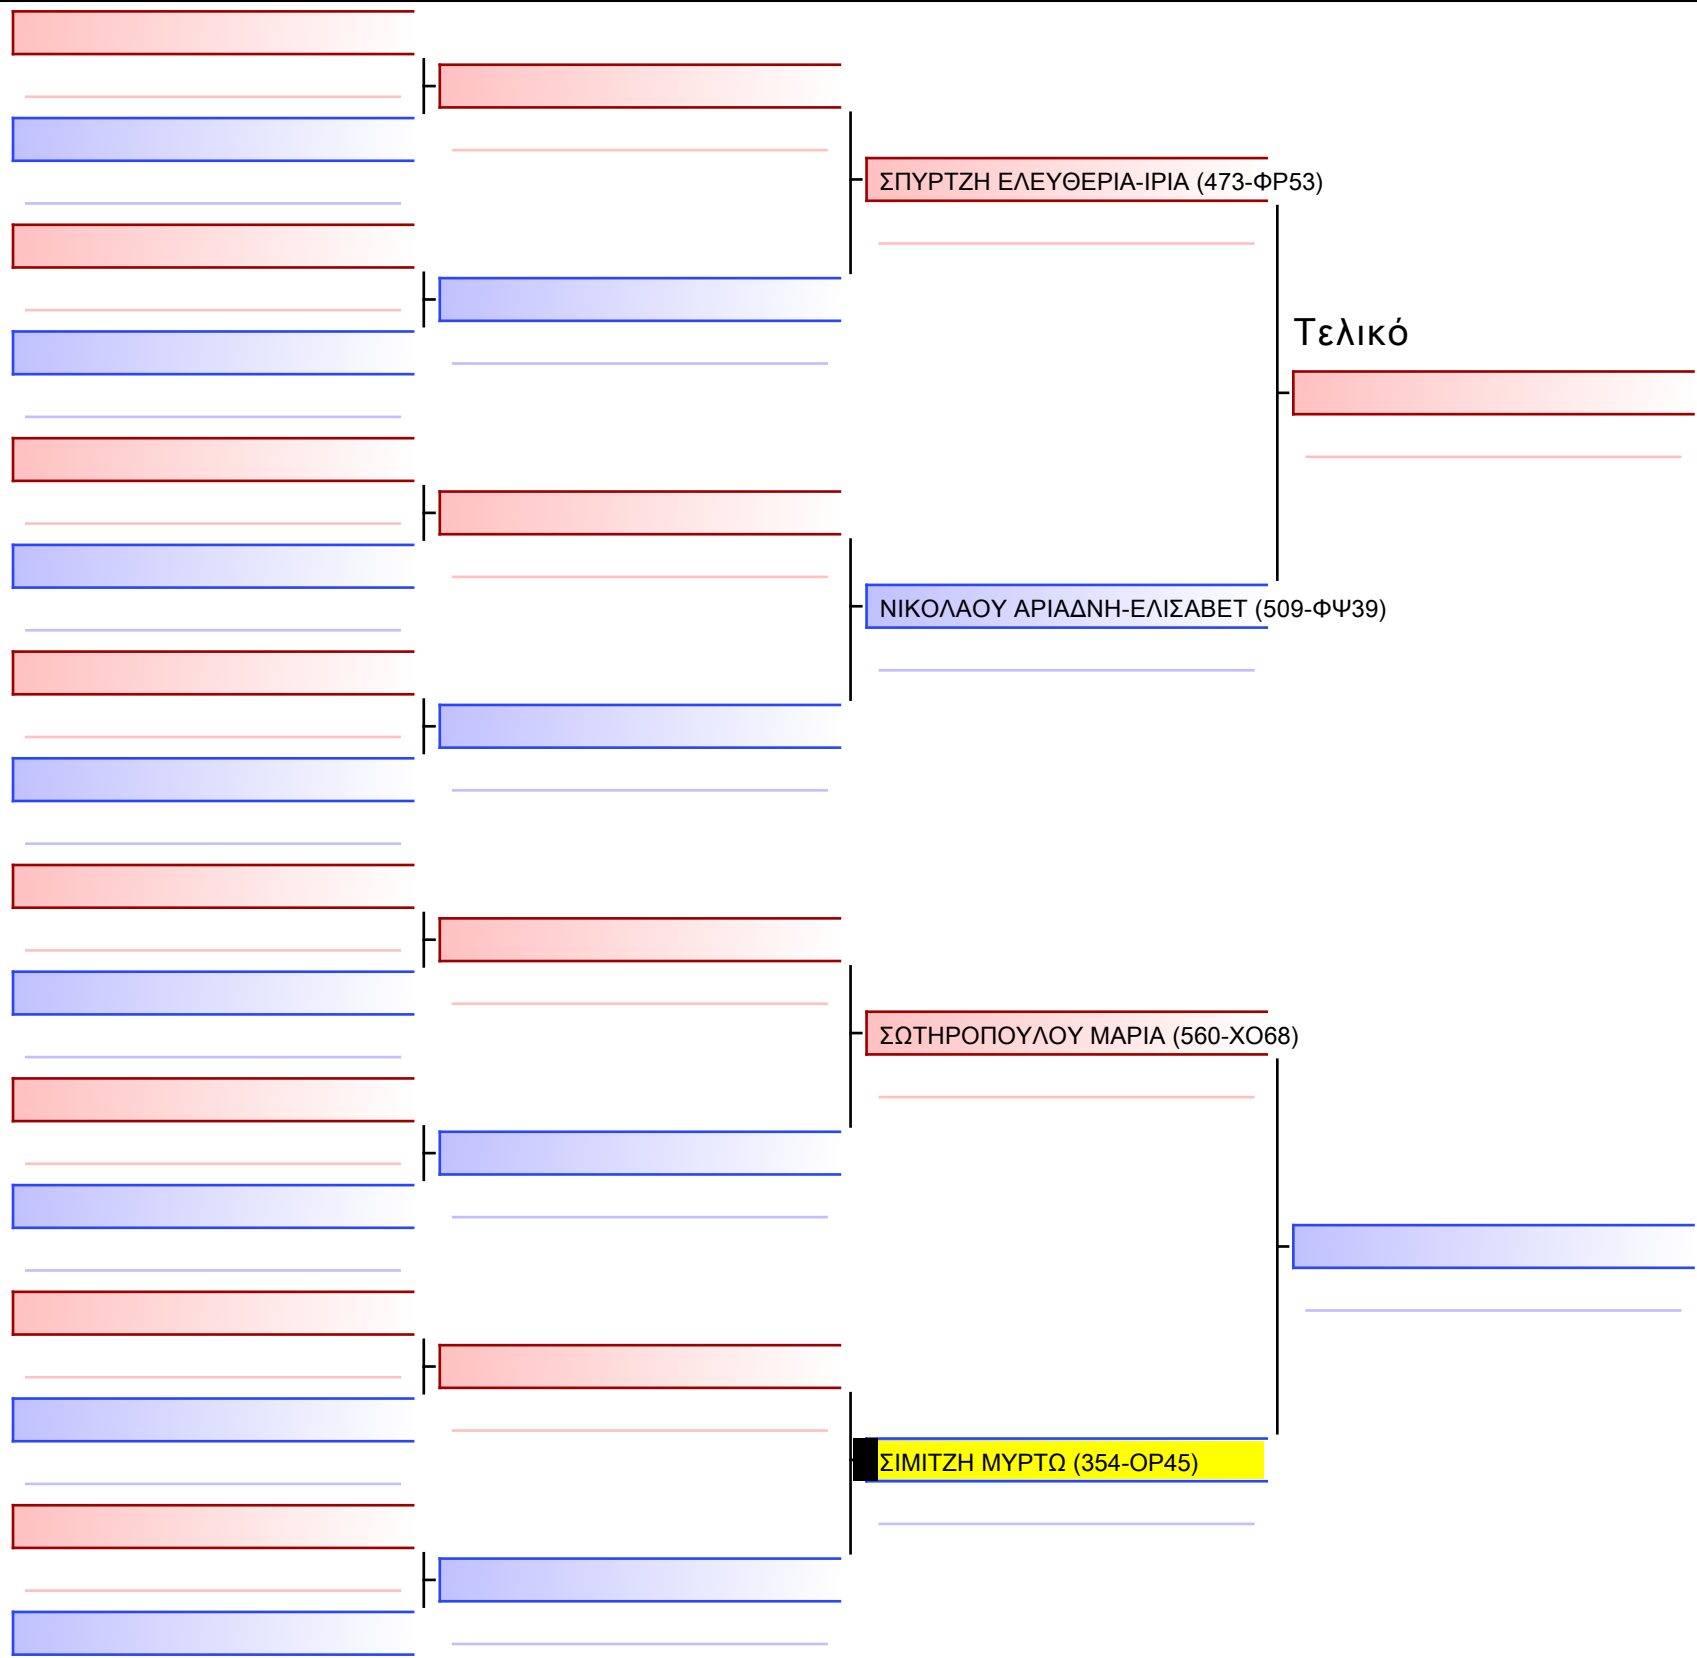 ΣΠΥΡΤΖΗ ΕΛΕΥΘΕΡΙΑ-ΙΡΙΑ (473-ΦΡ53)
Τελικό
ΝΙΚΟΛΑΟΥ ΑΡΙΑΔΝΗ-ΕΛΙΣΑΒΕΤ (509-ΦΨ39)
ΣΩΤΗΡΟΠΟΥΛΟΥ ΜΑΡΙΑ (560-ΧΟ68)
ΣΙΜΙΤΖΗ ΜΥΡΤΩ (354-ΟΡ45)